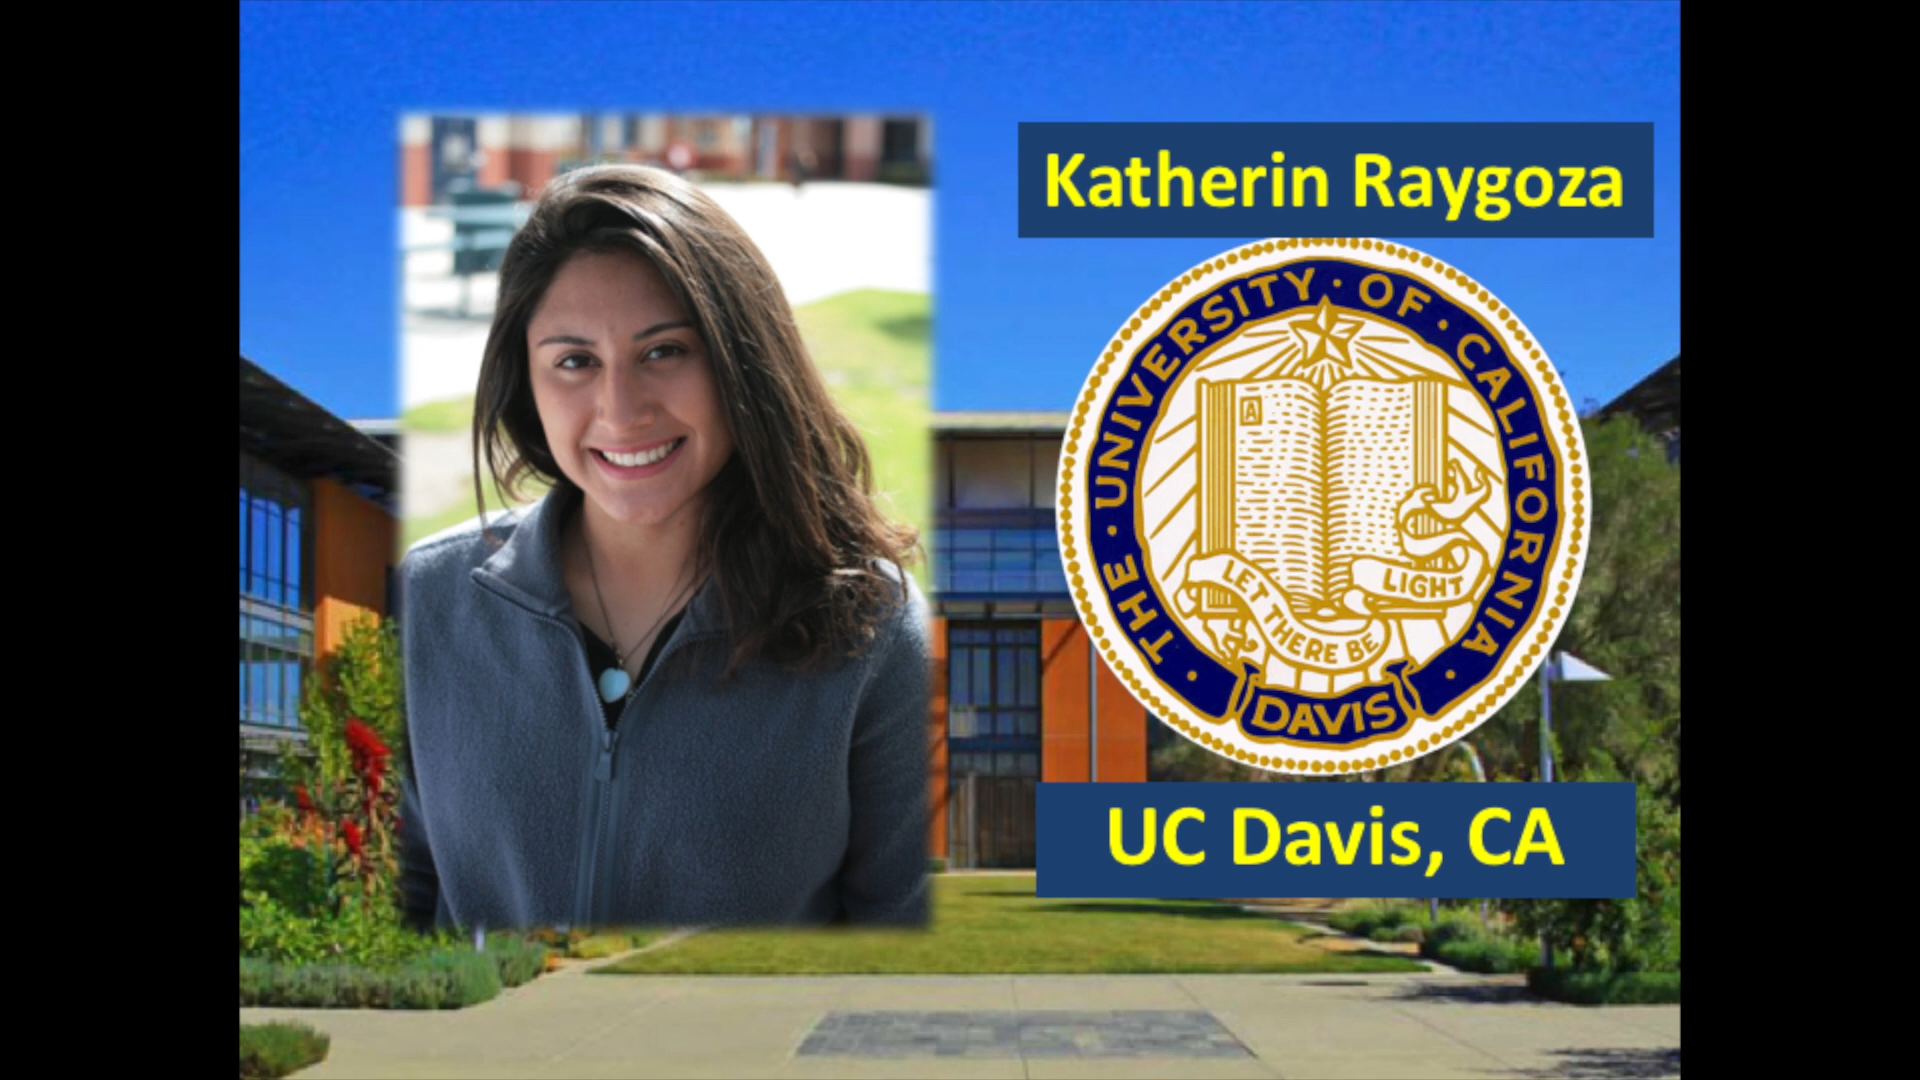 Katherin Raygoza
THE · UNIVERSITY · OF · CALIFORNIA
A
LET THERE BE LIGHT
DAVIS
UC Davis, CA